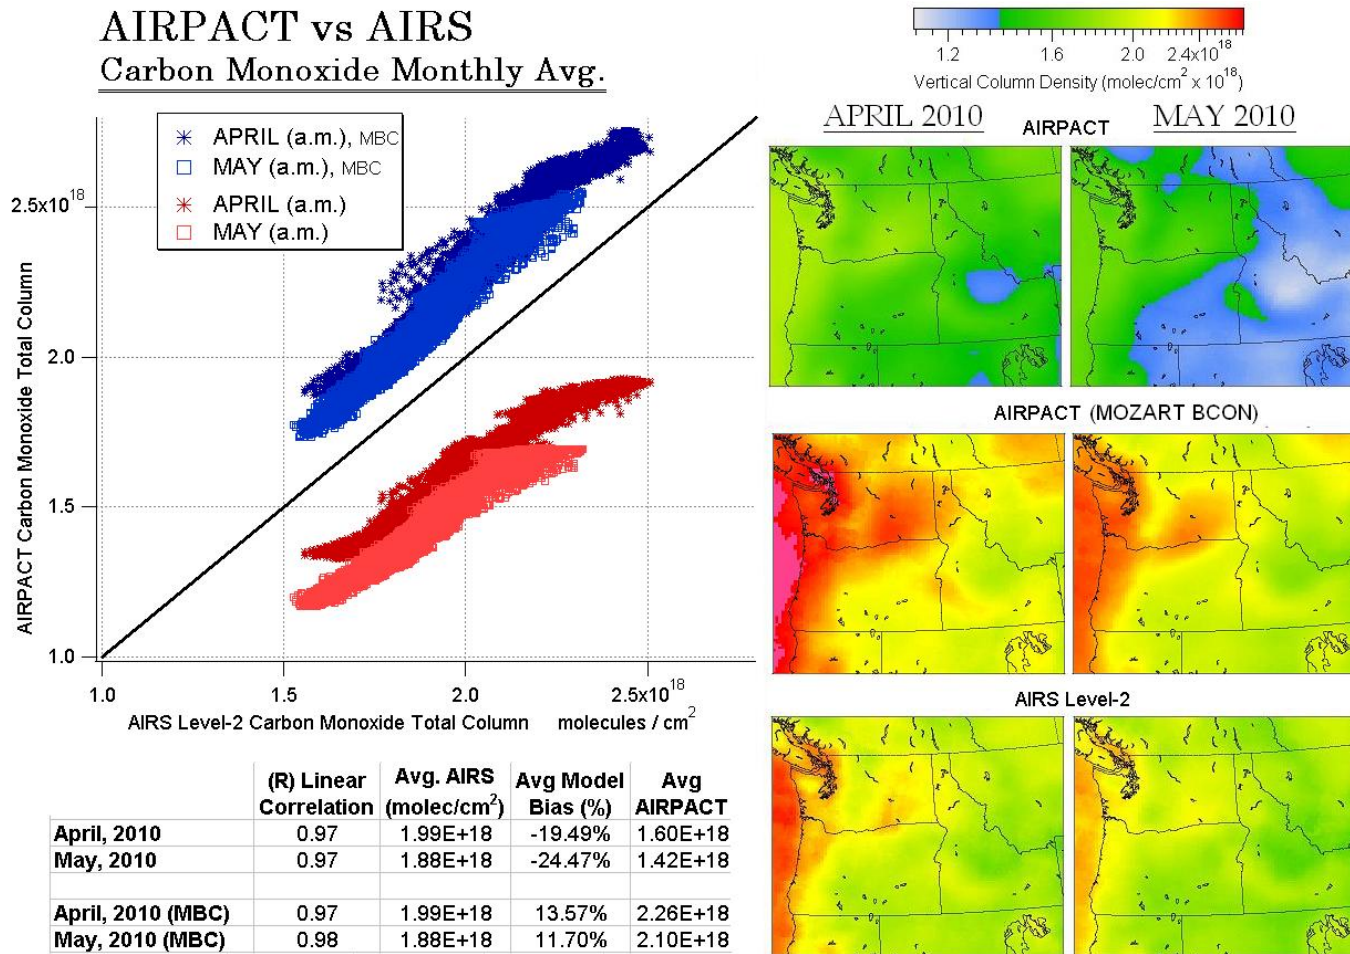 AIRPACT vs AIRS
Carbon Monoxide Monthly Avg.
APRIL (a.m.), MBC
MAY (a.m.), MBC
APRIL (a.m.)
MAY (a.m.)
2.5x10^18
2.0
1.5
1.0
AIRPACT Carbon Monoxide Total Column
1.0 1.5 2.0 2.5x10^18
AIRS Level-2 Carbon Monoxide Total Column molecules / cm^2
(R) Linear Correlation Avg. AIRS (molec/cm^2) Avg Model Bias (%) Avg AIRPACT
April, 2010 0.97 1.99E+18 -19.49% 1.60E+18
May, 2010 0.97 1.88E+18 -24.47% 1.42E+18
April, 2010 (MBC) 0.97 1.99E+18 13.57% 2.26E+18
May, 2010 (MBC) 0.98 1.88E+18 11.70% 2.10E+18
1.2 1.6 2.0 2.4x10^18
Vertical Column Density (molec/cm^2 x 10^18)
APRIL 2010 AIRPACT MAY 2010
AIRPACT (MOZART BCON)
AIRS Level-2